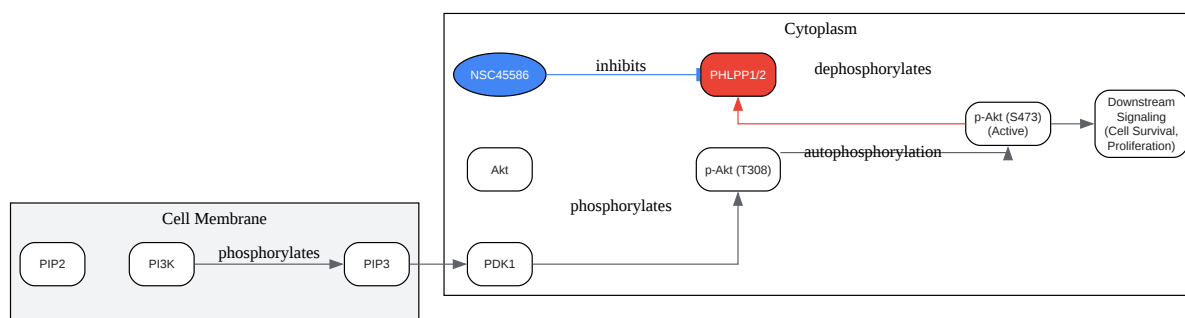 Cytoplasm
NSC45586
inhibits
PHLPP1/2
dephosphorylates
p-Akt (S473)
(Active)
Downstream
Signaling
(Cell Survival,
Proliferation)
Akt
p-Akt (T308)
autophosphorylation
phosphorylates
PDK1
Cell Membrane
PIP2
PI3K
phosphorylates
PIP3